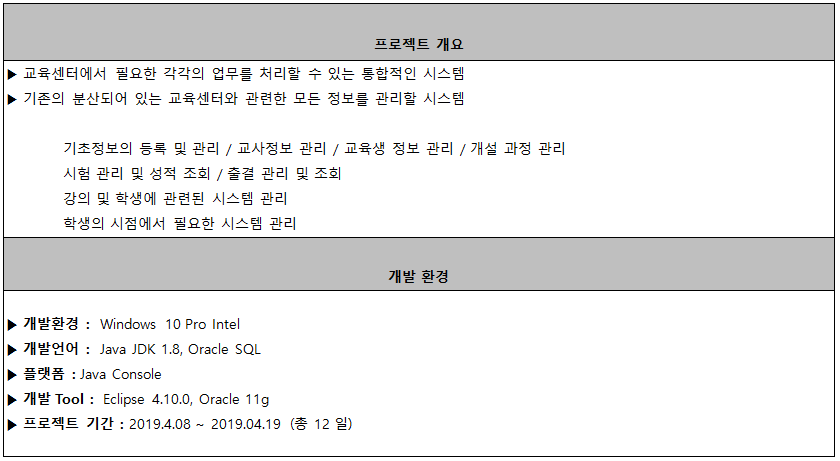 프로젝트 개요
▶ 교육센터에서 필요한 각각의 업무를 처리할 수 있는 통합적인 시스템
▶ 기존의 분산되어 있는 교육센터와 관련한 모든 정보를 관리할 시스템
기초정보의 등록 및 관리 / 교사정보 관리 / 교육생 정보 관리 / 개설 과정 관리
시험 관리 및 성적 조회 / 출결 관리 및 조회
강의 및 학생에 관련된 시스템 관리
학생의 시점에서 필요한 시스템 관리
개발 환경
▶ 개발환경 : Windows 10 Pro Intel
▶ 개발언어 : Java JDK 1.8, Oracle SQL
▶ 플랫폼 : Java Console
▶ 개발 Tool : Eclipse 4.10.0, Oracle 11g
▶ 프로젝트 기간 : 2019.4.08 ~ 2019.04.19 (총 12 일)